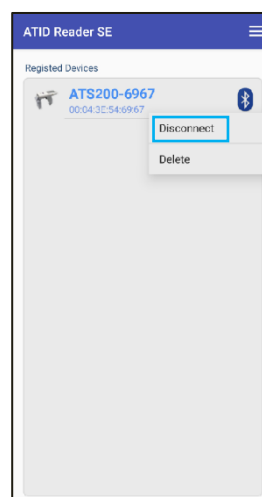 ATID Reader SE
Registed Devices
ATS200-6967
00:04:3E:54:69:67
Disconnect
Delete